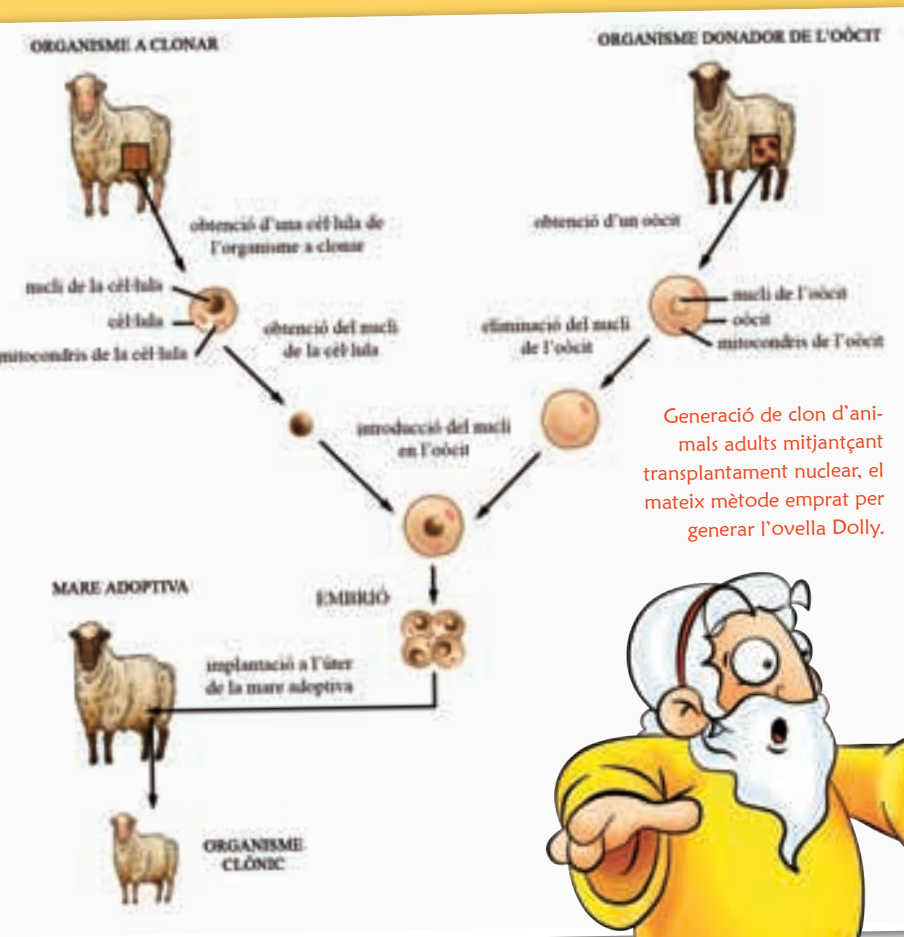 ORGANISME A CLONAR
ORGANISME DONADOR DE L'OÒCIT
obtenció d'una cèl·lula de
l'organisme a clonar
obtenció d'un oòcit
nucli de la cèl·lula
cèl·lula
mitocondris de la cèl·lula
nucli de l'oòcit
oòcit
mitocondris de l'oòcit
obtenció del nucli
de la cèl·lula
eliminació del nucli
de l'oòcit
introducció del nucli
en l'oòcit
Generació de clon d'ani-
mals adults mitjantçant
transplantament nuclear, el
mateix mètode emprat per
generar l'ovella Dolly.
MARE ADOPTIVA
EMBRIÓ
implantació a l'úter
de la mare adoptiva
ORGANISME
CLÒNIC